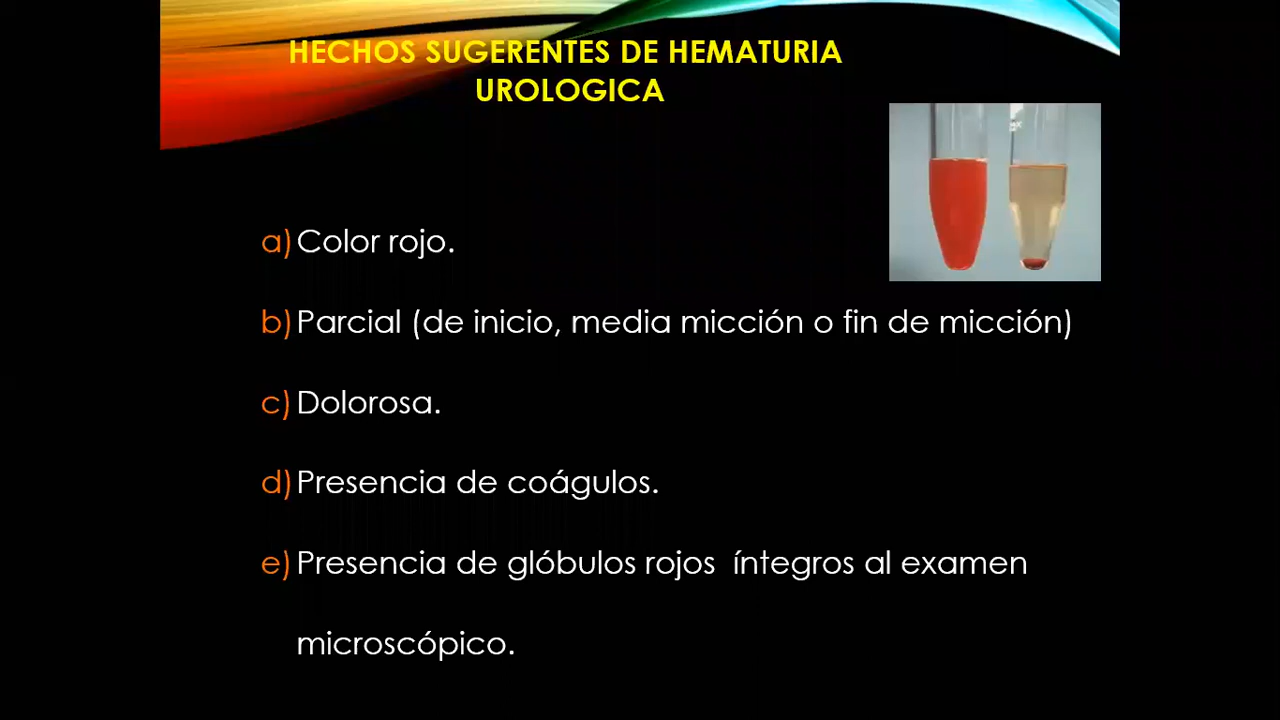 HECHOS SUGERENTES DE HEMATURIA
UROLOGICA
a) Color rojo.
b) Parcial (de inicio, media micción o fin de micción)
c) Dolorosa.
d) Presencia de coágulos.
e) Presencia de glóbulos rojos íntegros al examen
microscópico.